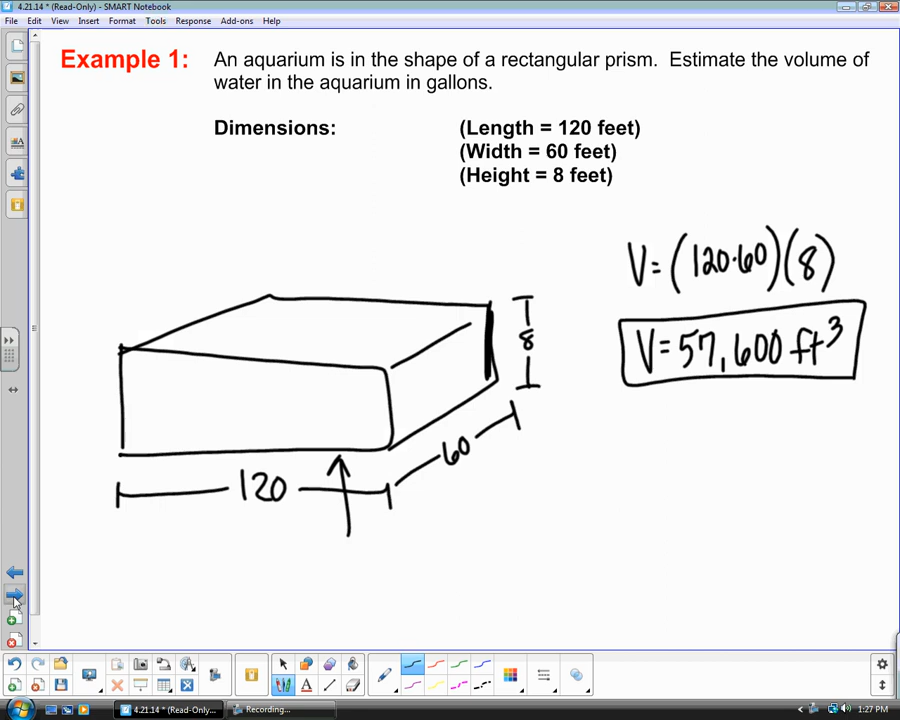 4.21.14 * (Read-Only) - SMART Notebook
File Edit View Insert Format Tools Response Add-ons Help
Example 1: An aquarium is in the shape of a rectangular prism. Estimate the volume of
water in the aquarium in gallons.
Dimensions: (Length = 120 feet)
(Width = 60 feet)
(Height = 8 feet)
V= (120·60)(8)
V= 57,600 ft³
8
60
120
4.21.14 * (Read-Only)...
Recording...
1:27 PM